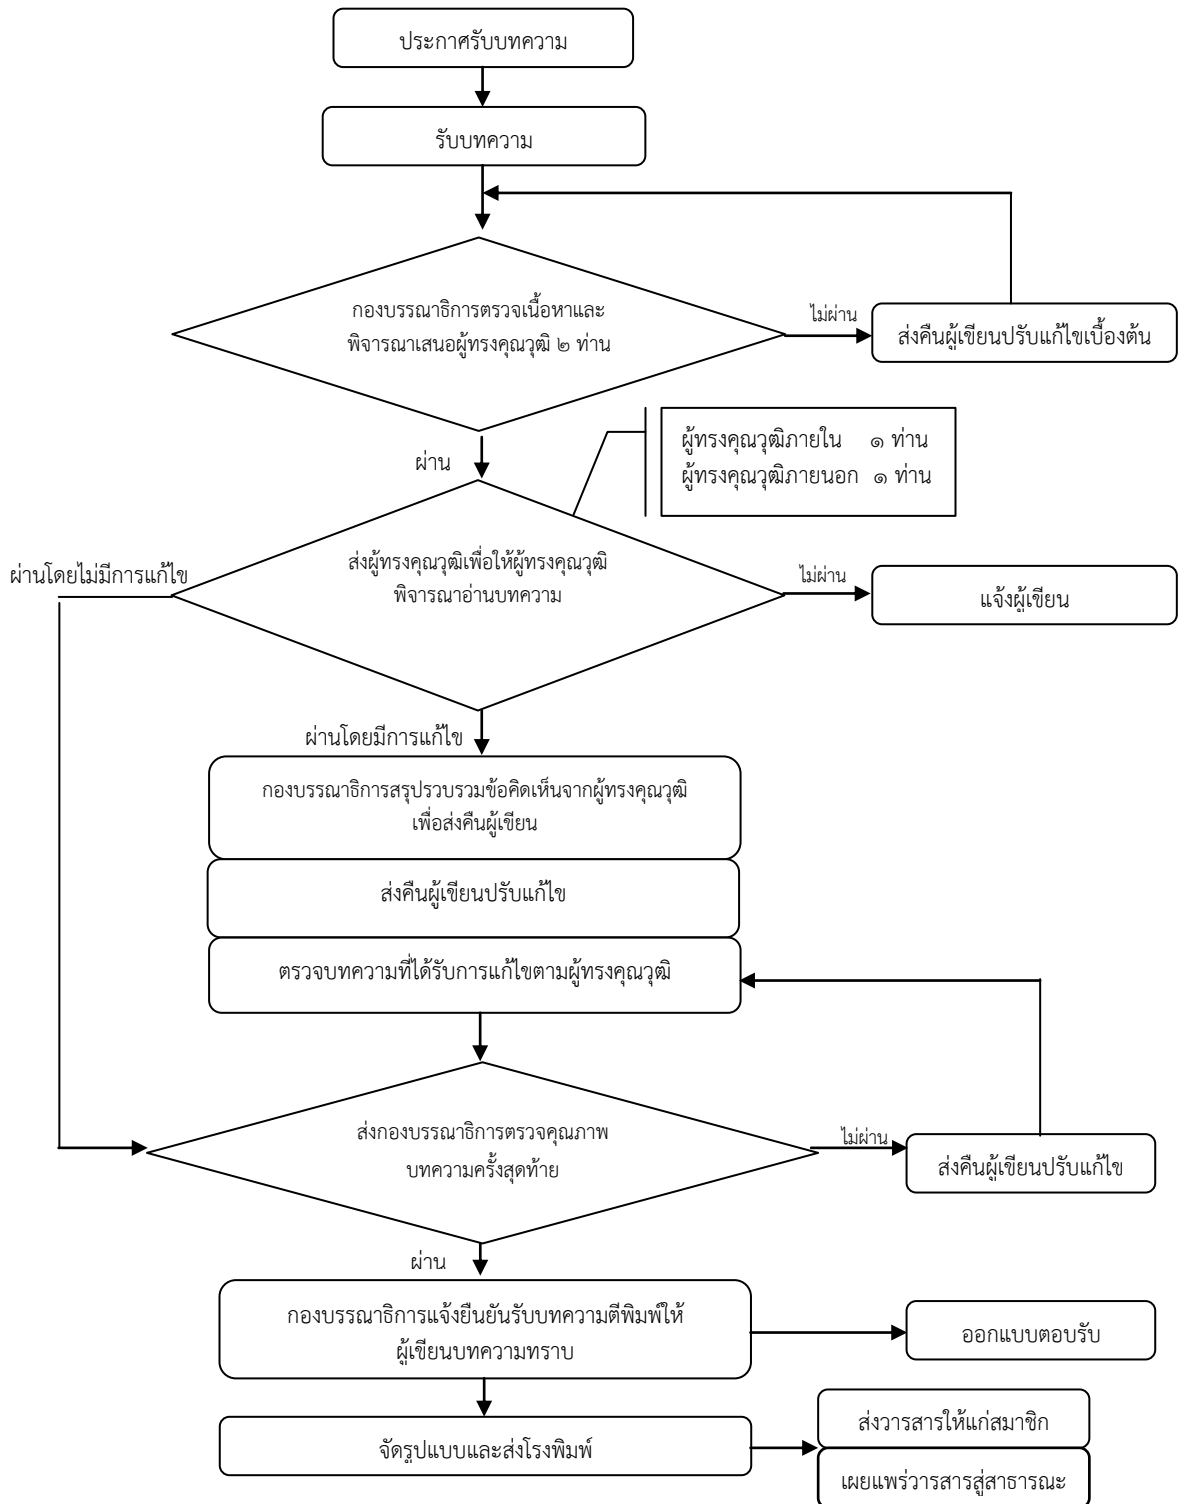 ประกาศรับบทความ
รับบทความ
กองบรรณาธิการตรวจเนื้อหาและ
พิจารณาเสนอผู้ทรงคุณวุฒิ ๒ ท่าน
ไม่ผ่าน
ส่งคืนผู้เขียนปรับแก้ไขเบื้องต้น
ผ่าน
ผู้ทรงคุณวุฒิภายใน ๑ ท่าน
ผู้ทรงคุณวุฒิภายนอก ๑ ท่าน
ผ่านโดยไม่มีการแก้ไข
ส่งผู้ทรงคุณวุฒิเพื่อให้ผู้ทรงคุณวุฒิ
พิจารณาอ่านบทความ
ไม่ผ่าน
แจ้งผู้เขียน
ผ่านโดยมีการแก้ไข
กองบรรณาธิการสรุปรวบรวมข้อคิดเห็นจากผู้ทรงคุณวุฒิ
เพื่อส่งคืนผู้เขียน
ส่งคืนผู้เขียนปรับแก้ไข
ตรวจบทความที่ได้รับการแก้ไขตามผู้ทรงคุณวุฒิ
ส่งกองบรรณาธิการตรวจคุณภาพ
บทความครั้งสุดท้าย
ไม่ผ่าน
ส่งคืนผู้เขียนปรับแก้ไข
ผ่าน
กองบรรณาธิการแจ้งยืนยันรับบทความตีพิมพ์ให้
ผู้เขียนบทความทราบ
ออกแบบตอบรับ
จัดรูปแบบและส่งโรงพิมพ์
ส่งวารสารให้แก่สมาชิก
เผยแพร่วารสารสู่สาธารณะ